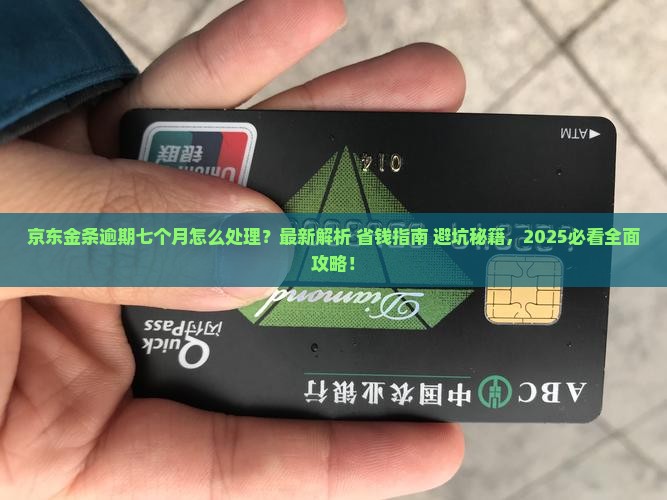 ATM
014
银联
京东金条逾期七个月怎么处理？最新解析 省钱指南 避坑秘籍，2025必看全面
攻略！
Diamond
Quick Pass
闪付
ABC 中国农业银行